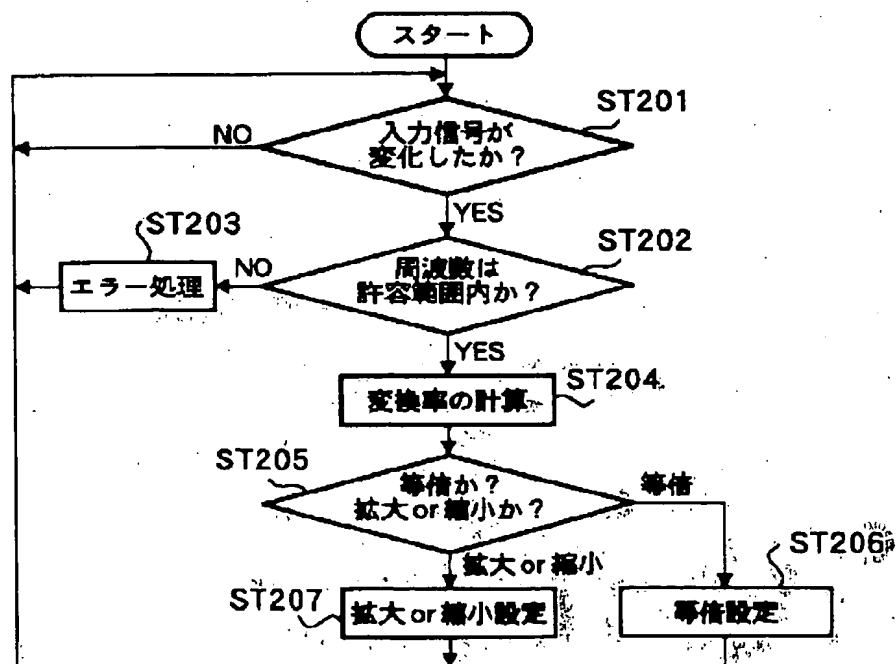 スタート
ST201
入力信号が
変化したか？
NO
YES
ST203
ST202
周波数は
許容範囲内か？
NO
エラー処理
YES
ST204
変換率の計算
ST205
等倍か？
拡大or縮小か？
等倍
拡大or縮小
ST206
ST207
拡大or縮小設定
等倍設定